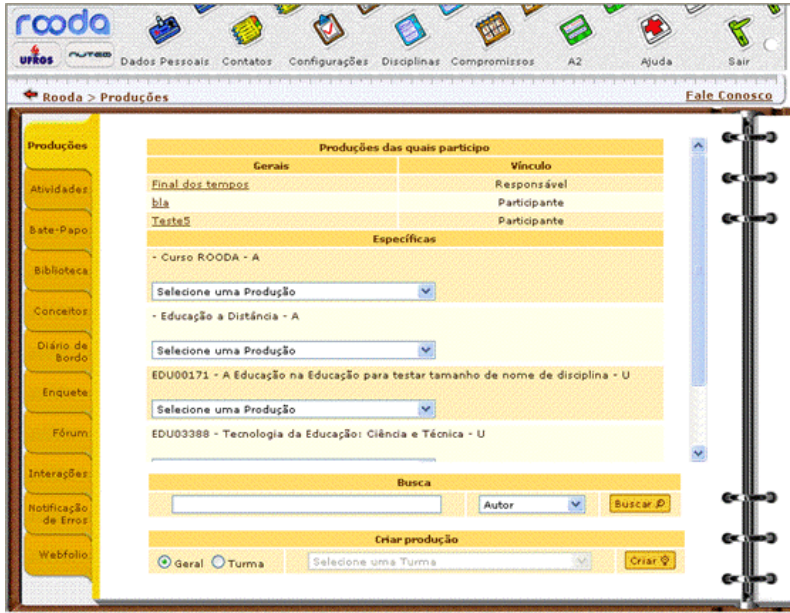 rooda
UFRGS NUTED
Dados Pessoais Contatos Configurações Disciplinas Compromissos A2 Ajuda Sair
Rooda > Produções Fale Conosco
Produções
Atividades
Bate-Papo
Biblioteca
Conceitos
Diário de
Bordo
Enquete
Fórum
Interações
Notificação
de Erros
Webfolio
Produções das quais participo
Gerais Vínculo
Final dos tempos Responsável
bla Participante
Teste5 Participante
Específicas
- Curso ROODA - A
Selecione uma Produção
- Educação a Distância - A
Selecione uma Produção
EDU00171 - A Educação na Educação para testar tamanho de nome de disciplina - U
Selecione uma Produção
EDU03388 - Tecnologia da Educação: Ciência e Técnica - U
Busca
Autor Buscar
Criar produção
Geral Turma Selecione uma Turma Criar